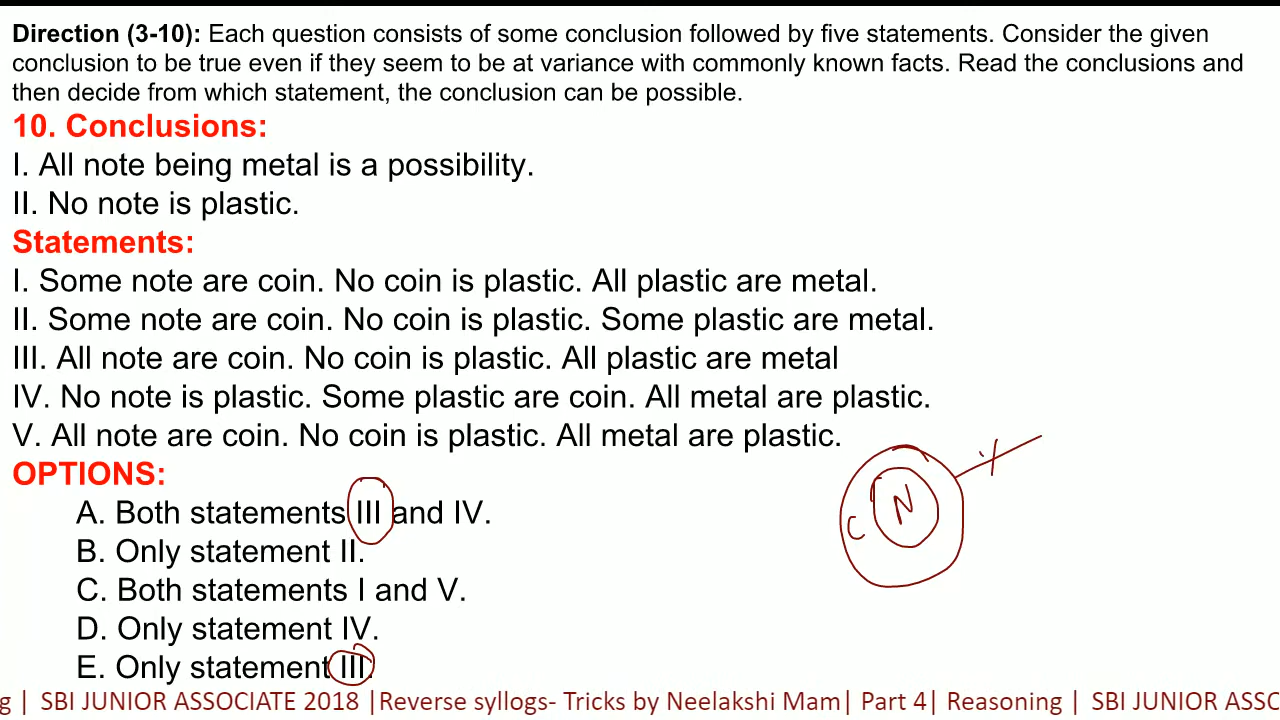 Direction (3-10): Each question consists of some conclusion followed by five statements. Consider the given
conclusion to be true even if they seem to be at variance with commonly known facts. Read the conclusions and
then decide from which statement, the conclusion can be possible.
10. Conclusions:
I. All note being metal is a possibility.
II. No note is plastic.
Statements:
I. Some note are coin. No coin is plastic. All plastic are metal.
II. Some note are coin. No coin is plastic. Some plastic are metal.
III. All note are coin. No coin is plastic. All plastic are metal
IV. No note is plastic. Some plastic are coin. All metal are plastic.
V. All note are coin. No coin is plastic. All metal are plastic.
OPTIONS:
A. Both statements III and IV.
B. Only statement II.
C. Both statements I and V.
D. Only statement IV.
E. Only statement III.
N
C
g | SBI JUNIOR ASSOCIATE 2018 |Reverse syllogs- Tricks by Neelakshi Mam| Part 4| Reasoning | SBI JUNIOR ASSO